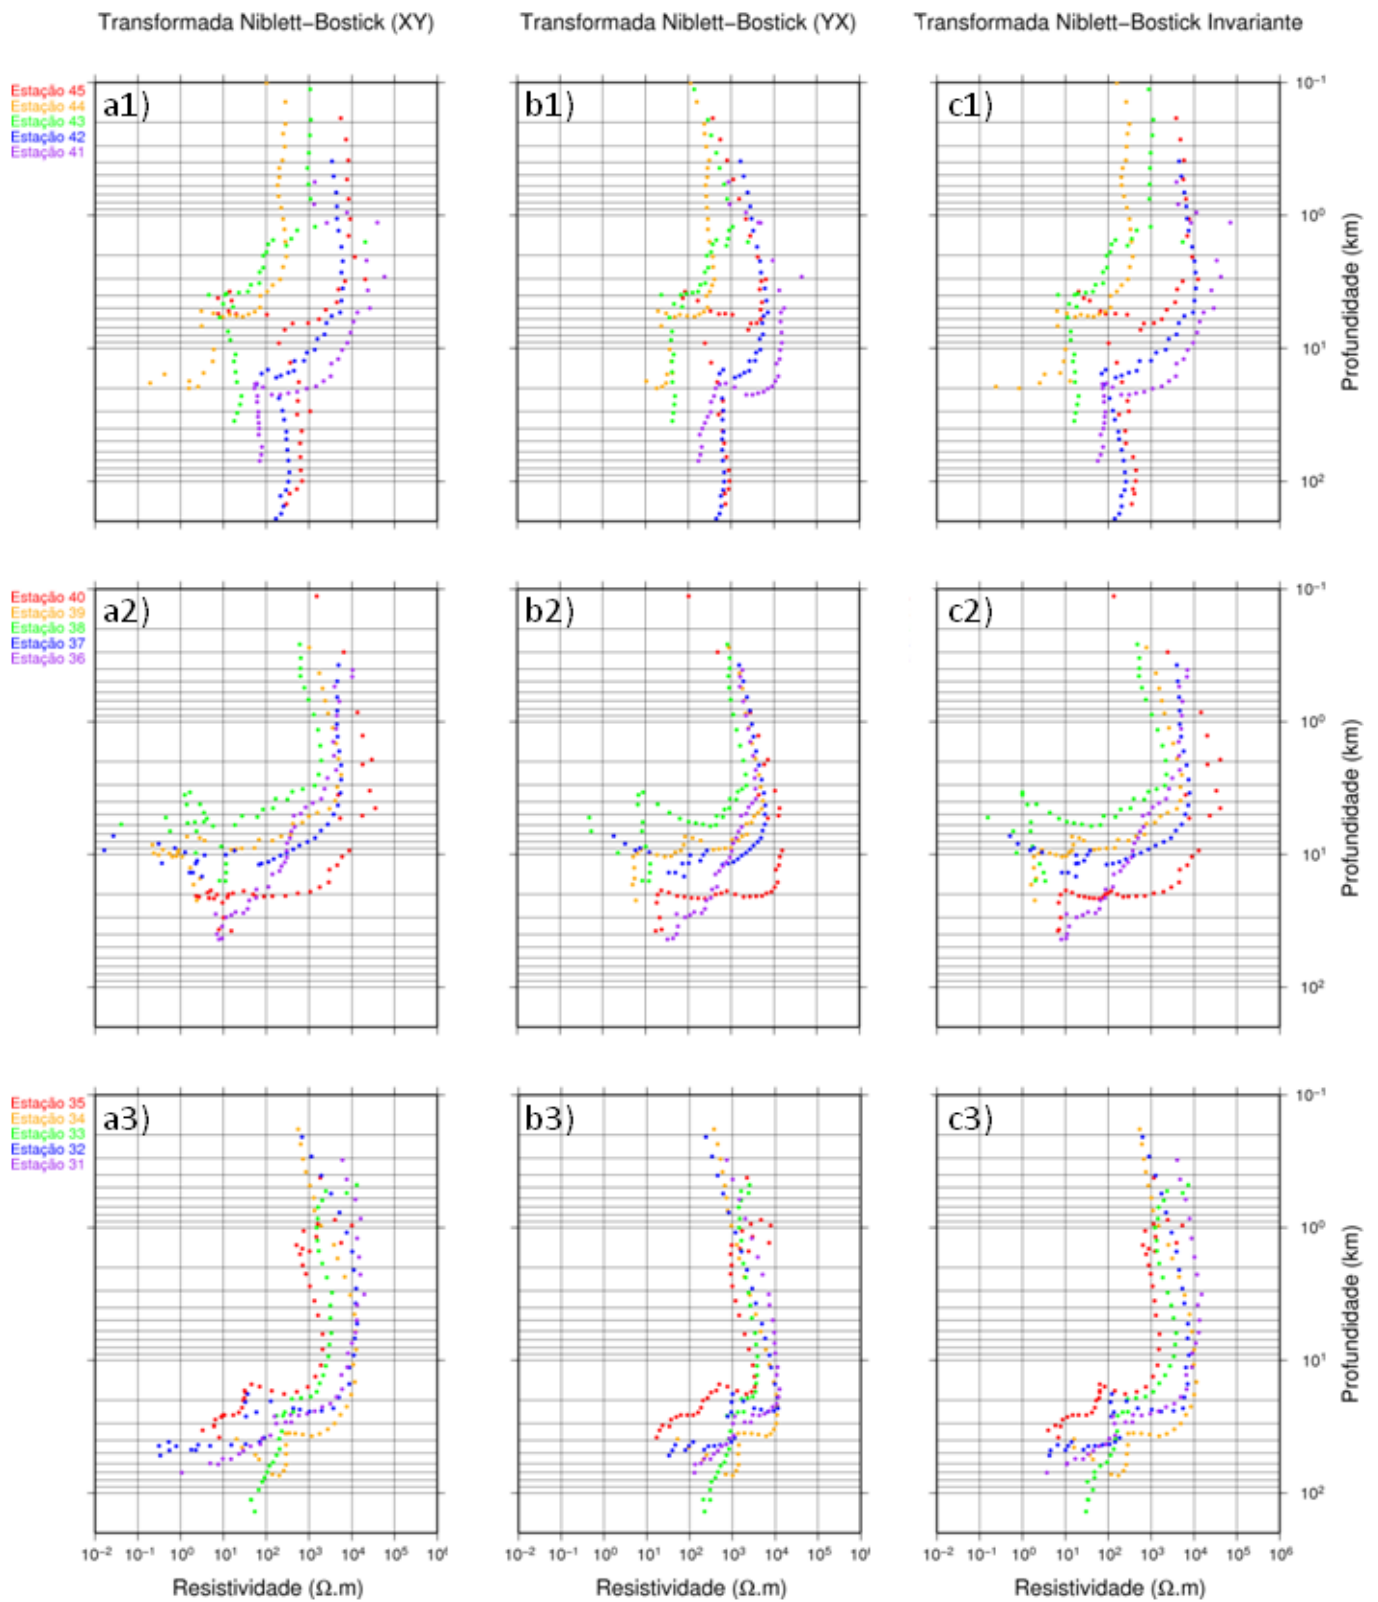 Transformada Niblett–Bostick (XY)
Transformada Niblett–Bostick (YX)
Transformada Niblett–Bostick Invariante
Estação 45
Estação 44
Estação 43
Estação 42
Estação 41
a1)
b1)
c1)
10⁻¹
10⁰
10¹
10²
Profundidade (km)
Estação 40
Estação 39
Estação 38
Estação 37
Estação 36
a2)
b2)
c2)
10⁻¹
10⁰
10¹
10²
Profundidade (km)
Estação 35
Estação 34
Estação 33
Estação 32
Estação 31
a3)
b3)
c3)
10⁻¹
10⁰
10¹
10²
Profundidade (km)
10⁻² 10⁻¹ 10⁰ 10¹ 10² 10³ 10⁴ 10⁵
10⁻² 10⁻¹ 10⁰ 10¹ 10² 10³ 10⁴ 10⁵
10⁻² 10⁻¹ 10⁰ 10¹ 10² 10³ 10⁴ 10⁵ 10⁶
Resistividade (Ω.m)
Resistividade (Ω.m)
Resistividade (Ω.m)